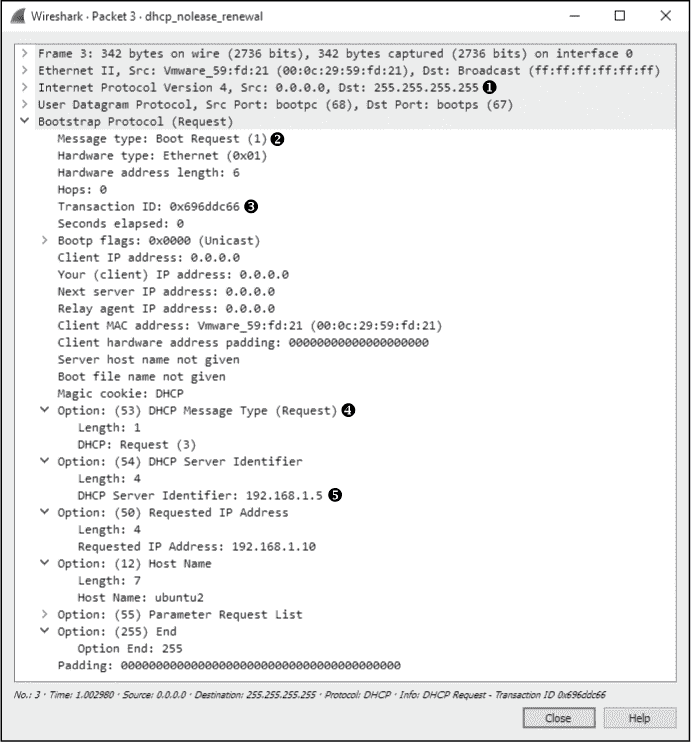 Wireshark · Packet 3 · dhcp_nolease_renewal
Frame 3: 342 bytes on wire (2736 bits), 342 bytes captured (2736 bits) on interface 0
Ethernet II, Src: Vmware_59:fd:21 (00:0c:29:59:fd:21), Dst: Broadcast (ff:ff:ff:ff:ff:ff)
Internet Protocol Version 4, Src: 0.0.0.0, Dst: 255.255.255.255 ❶
User Datagram Protocol, Src Port: bootpc (68), Dst Port: bootps (67)
Bootstrap Protocol (Request)
Message type: Boot Request (1) ❷
Hardware type: Ethernet (0x01)
Hardware address length: 6
Hops: 0
Transaction ID: 0x696ddc66 ❸
Seconds elapsed: 0
Bootp flags: 0x0000 (Unicast)
Client IP address: 0.0.0.0
Your (client) IP address: 0.0.0.0
Next server IP address: 0.0.0.0
Relay agent IP address: 0.0.0.0
Client MAC address: Vmware_59:fd:21 (00:0c:29:59:fd:21)
Client hardware address padding: 00000000000000000000
Server host name not given
Boot file name not given
Magic cookie: DHCP
Option: (53) DHCP Message Type (Request) ❹
Length: 1
DHCP: Request (3)
Option: (54) DHCP Server Identifier
Length: 4
DHCP Server Identifier: 192.168.1.5 ❺
Option: (50) Requested IP Address
Length: 4
Requested IP Address: 192.168.1.10
Option: (12) Host Name
Length: 7
Host Name: ubuntu2
Option: (55) Parameter Request List
Option: (255) End
Option End: 255
Padding: 0000000000000000000000000000000000000000
No.: 3 · Time: 1.002980 · Source: 0.0.0.0 · Destination: 255.255.255.255 · Protocol: DHCP · Info: DHCP Request - Transaction ID 0x696ddc66
Close Help